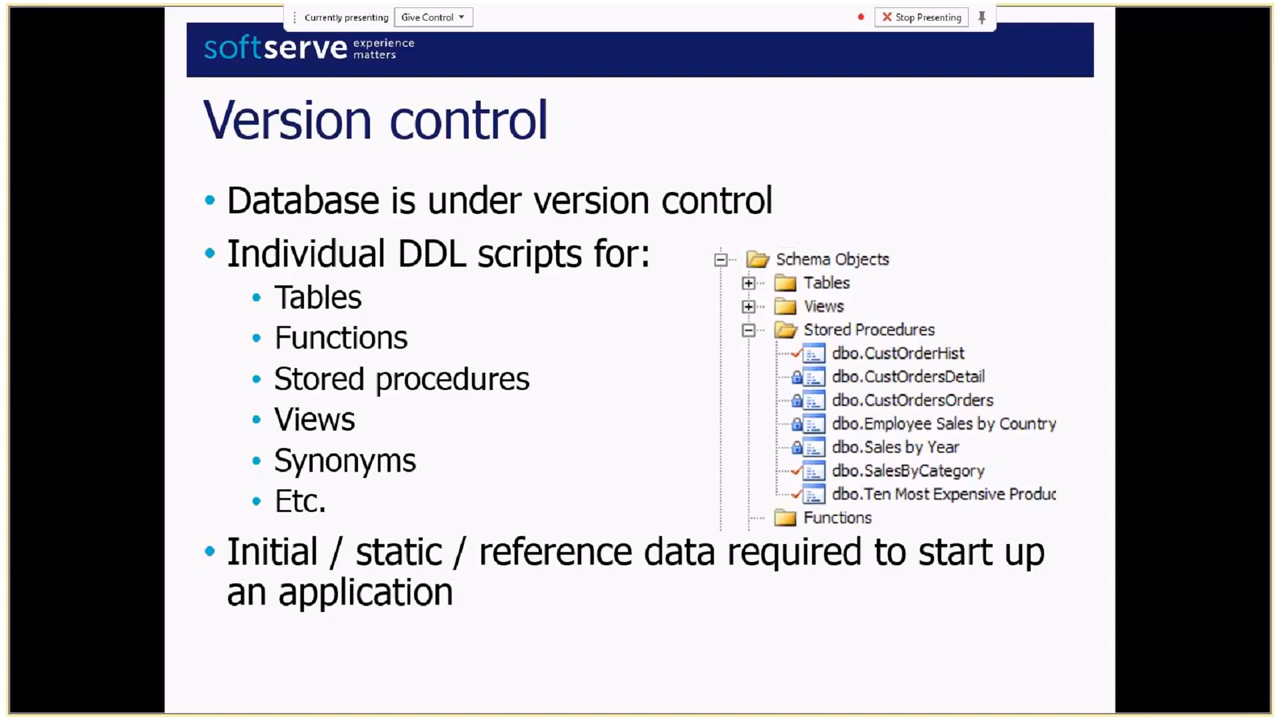 Currently presenting Give Control Stop Presenting
softserve experience matters
Version control
• Database is under version control
• Individual DDL scripts for:
• Tables
• Functions
• Stored procedures
• Views
• Synonyms
• Etc.
Schema Objects
Tables
Views
Stored Procedures
dbo.CustOrderHist
dbo.CustOrdersDetail
dbo.CustOrdersOrders
dbo.Employee Sales by Country
dbo.Sales by Year
dbo.SalesByCategory
dbo.Ten Most Expensive Produc
Functions
• Initial / static / reference data required to start up
an application